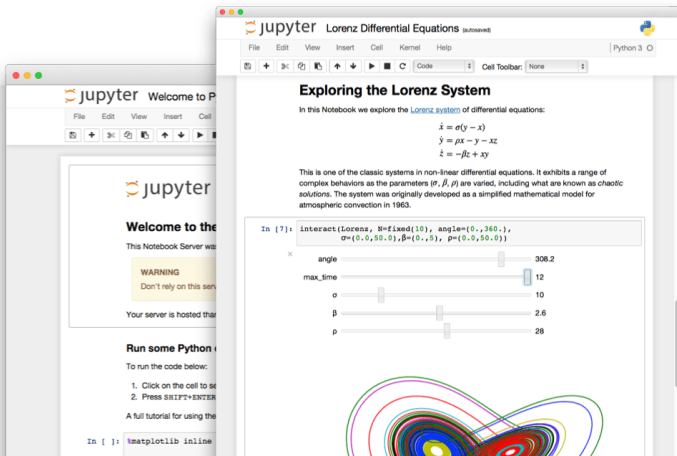 jupyter Lorenz Differential Equations (autosaved)
File Edit View Insert Cell Kernel Help Python 3
Code Cell Toolbar: None
Exploring the Lorenz System
In this Notebook we explore the Lorenz system of differential equations:
ẋ = σ(y − x)
ẏ = ρx − y − xz
ż = −βz + xy
This is one of the classic systems in non-linear differential equations. It exhibits a range of
complex behaviors as the parameters (σ, β, ρ) are varied, including what are known as chaotic
solutions. The system was originally developed as a simplified mathematical model for
atmospheric convection in 1963.
In [7]: interact(Lorenz, N=fixed(10), angle=(0.,360.),
σ=(0.0,50.0),β=(0.,5), ρ=(0.0,50.0))
angle 308.2
max_time 12
σ 10
β 2.6
ρ 28
jupyter Welcome to P
File Edit View Insert Cell
jupyter
Welcome to the
This Notebook Server was
WARNING
Don't rely on this serv
Your server is hosted than
Run some Python
To run the code below:
1. Click on the cell to se
2. Press SHIFT+ENTER
A full tutorial for using the
In [ ]: %matplotlib inline